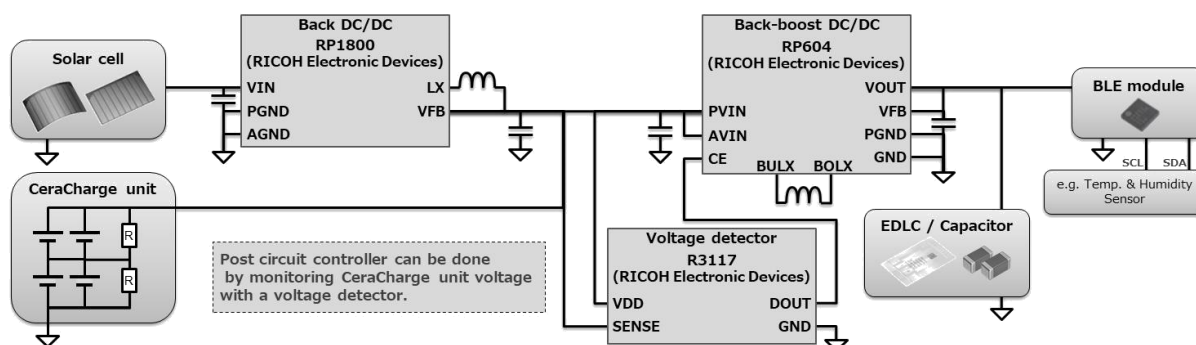 Solar cell
Back DC/DC
RP1800
(RICOH Electronic Devices)
VIN
LX
PGND
VFB
AGND
Back-boost DC/DC
RP604
(RICOH Electronic Devices)
VOUT
PVIN
VFB
AVIN
PGND
CE
GND
BULX
BOLX
BLE module
SCL
SDA
e.g. Temp. & Humidity
Sensor
CeraCharge unit
R
R
Post circuit controller can be done
by monitoring CeraCharge unit voltage
with a voltage detector.
Voltage detector
R3117
(RICOH Electronic Devices)
VDD
DOUT
SENSE
GND
EDLC / Capacitor